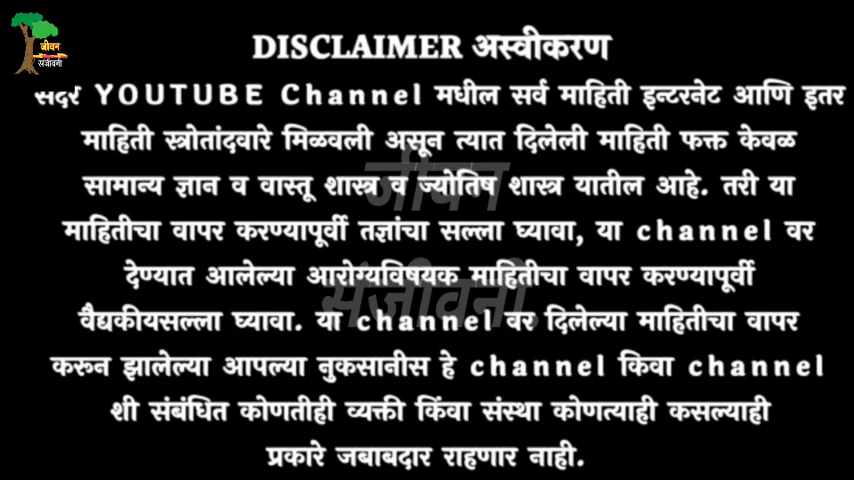 जीवन
संजीवनी
DISCLAIMER अस्वीकरण
सदर YOUTUBE Channel मधील सर्व माहिती इन्टरनेट आणि इतर
माहिती स्त्रोतांदवारे मिळवली असून त्यात दिलेली माहिती फक्त केवळ
सामान्य ज्ञान व वास्तू शास्त्र व ज्योतिष शास्त्र यातील आहे. तरी या
माहितीचा वापर करण्यापूर्वी तज्ञांचा सल्ला घ्यावा, या channel वर
देण्यात आलेल्या आरोग्यविषयक माहितीचा वापर करण्यापूर्वी
वैद्यकीयसल्ला घ्यावा. या channel वर दिलेल्या माहितीचा वापर
करून झालेल्या आपल्या नुकसानीस हे channel किवा channel
शी संबंधित कोणतीही व्यक्ती किंवा संस्था कोणत्याही कसल्याही
प्रकारे जबाबदार राहणार नाही.
जीवन
संजीवनी